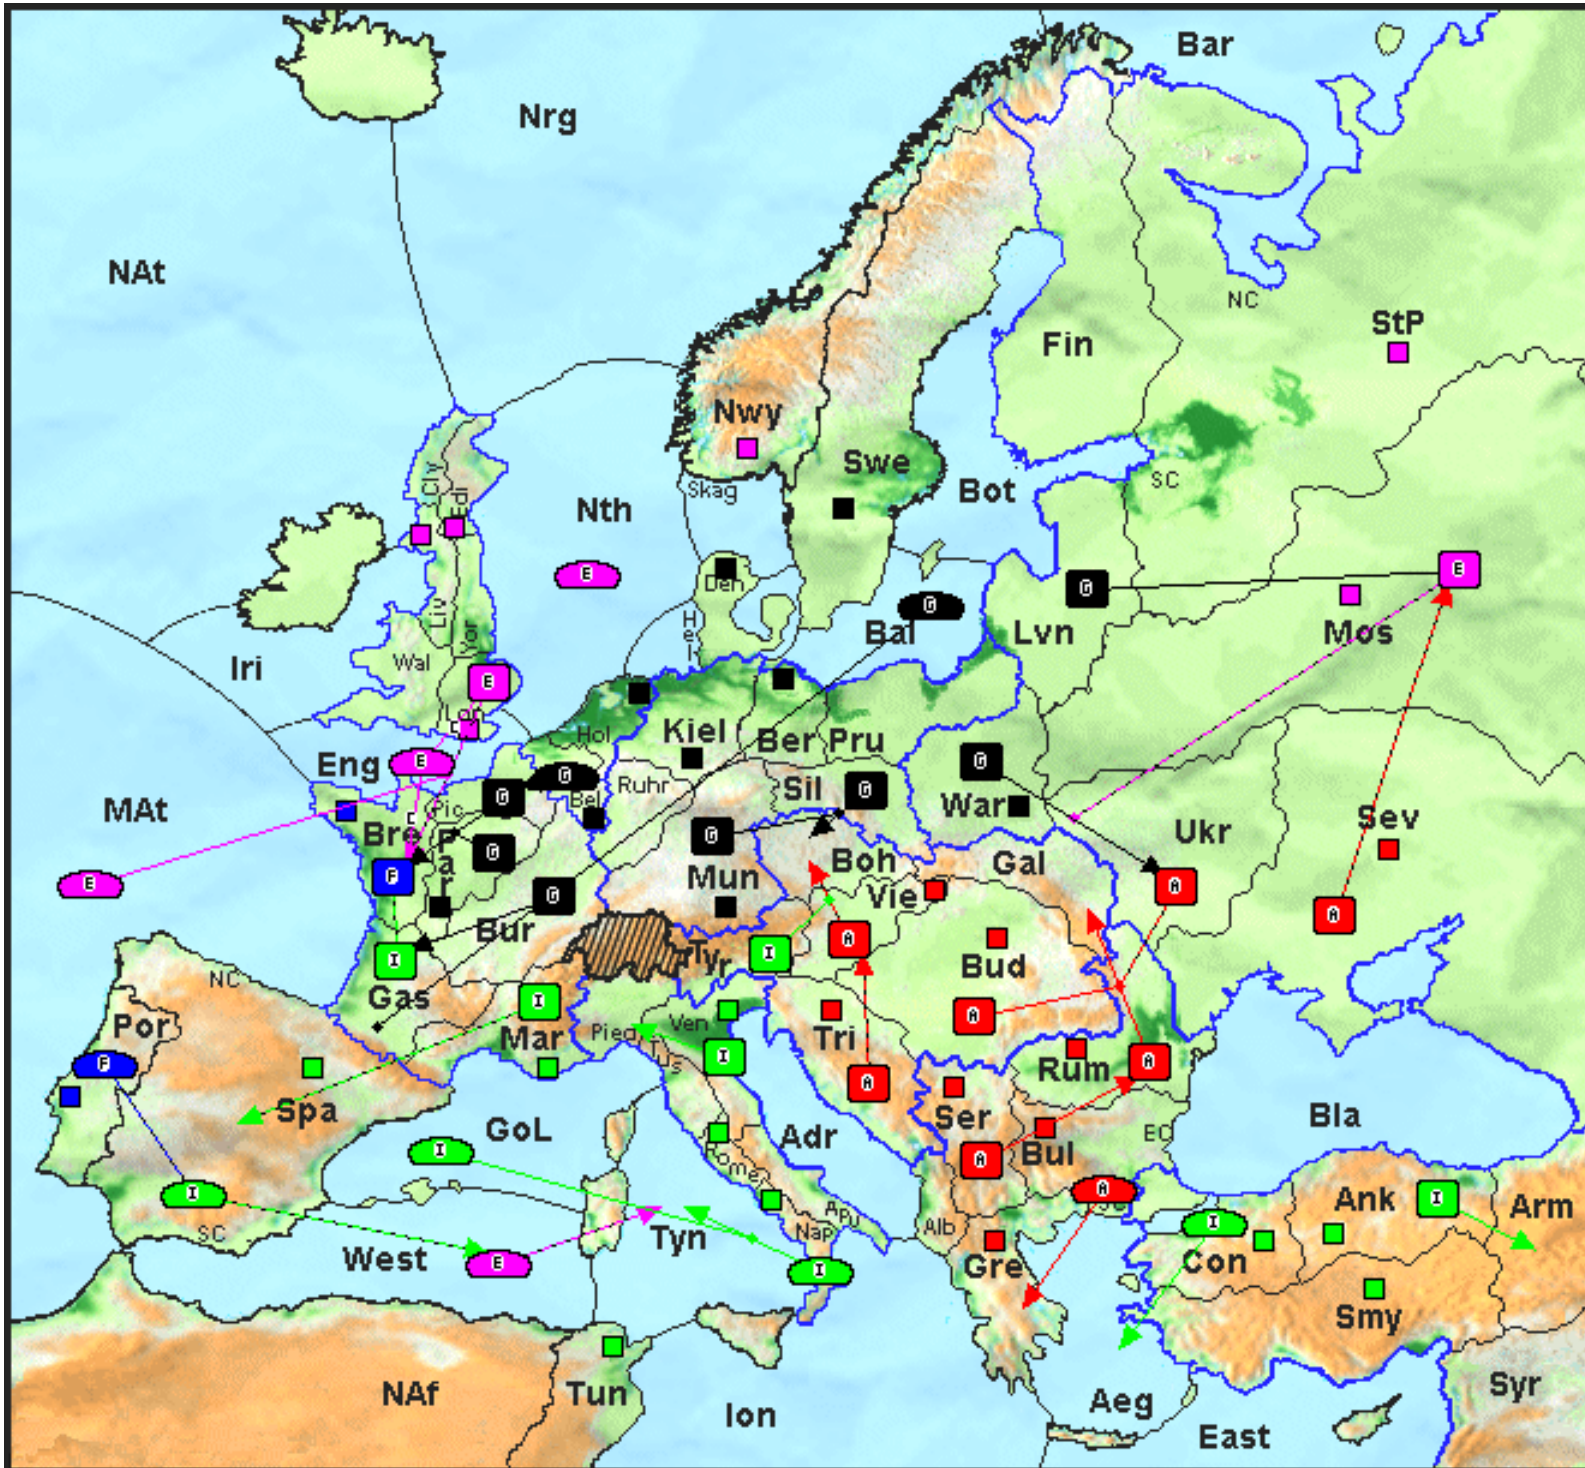 Bar
Nrg
NAt
NC
StP
Fin
Nwy
Swe
Skag
Bot
SC
Cly
Edi
Nth
E
E
G
Den
G
Hel
Bal
Lvn
Mos
Liv
Yor
Wal
Iri
E
Lon
Hol
Kiel
Ber
Pru
Eng
E
G
G
G
G
Ruhr
Sil
War
MAt
Pic
Bel
Sev
Ukr
Bre
Par
G
G
Boh
Gal
E
F
Mun
Vie
A
G
A
Bur
A
I
Tyr
Bud
I
NC
Gas
I
Por
Mar
Pied
Ven
Tri
A
Tus
I
Rum
A
F
A
Ser
Spa
GoL
Adr
Bul
EC
Bla
I
Rome
A
I
A
Ank
I
Arm
SC
Apu
Nap
Alb
I
West
Tyn
Gre
Con
E
I
Smy
NAf
Tun
Ion
Aeg
Syr
East